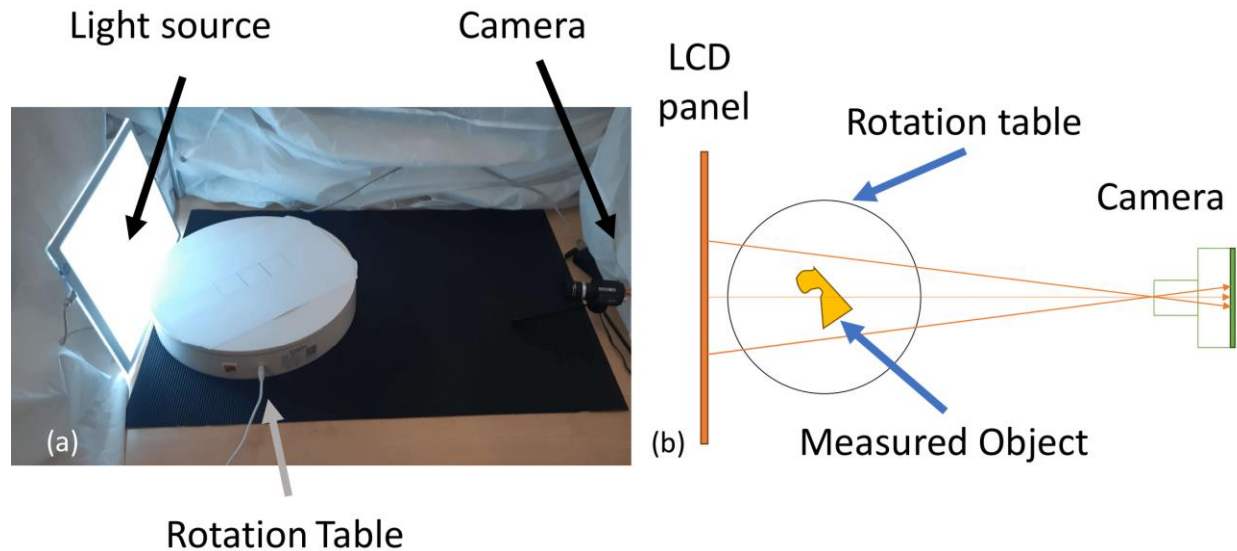 Light source
Camera
LCD
panel
Rotation table
Camera
(a)
(b)
Measured Object
Rotation Table